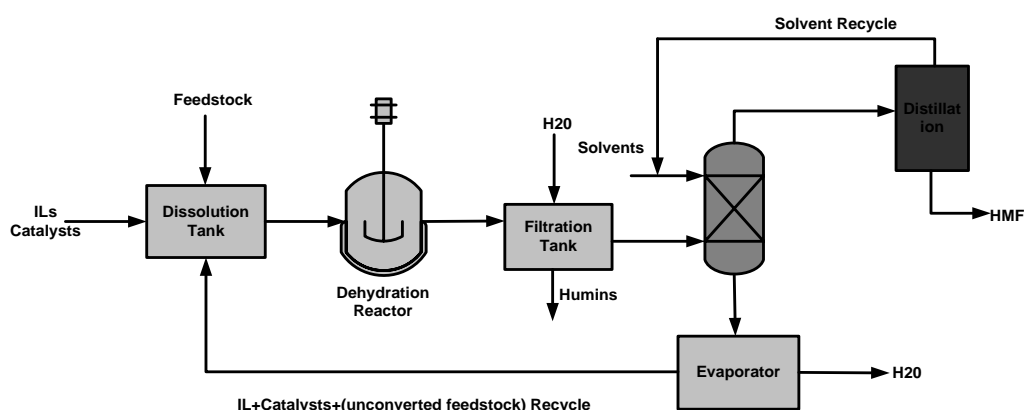 Solvent Recycle
Feedstock
H20
Distillat
ion
Solvents
ILs
Catalysts
Dissolution
Tank
Filtration
Tank
HMF
Dehydration
Reactor
Humins
Evaporator
H20
IL+Catalysts+(unconverted feedstock) Recycle